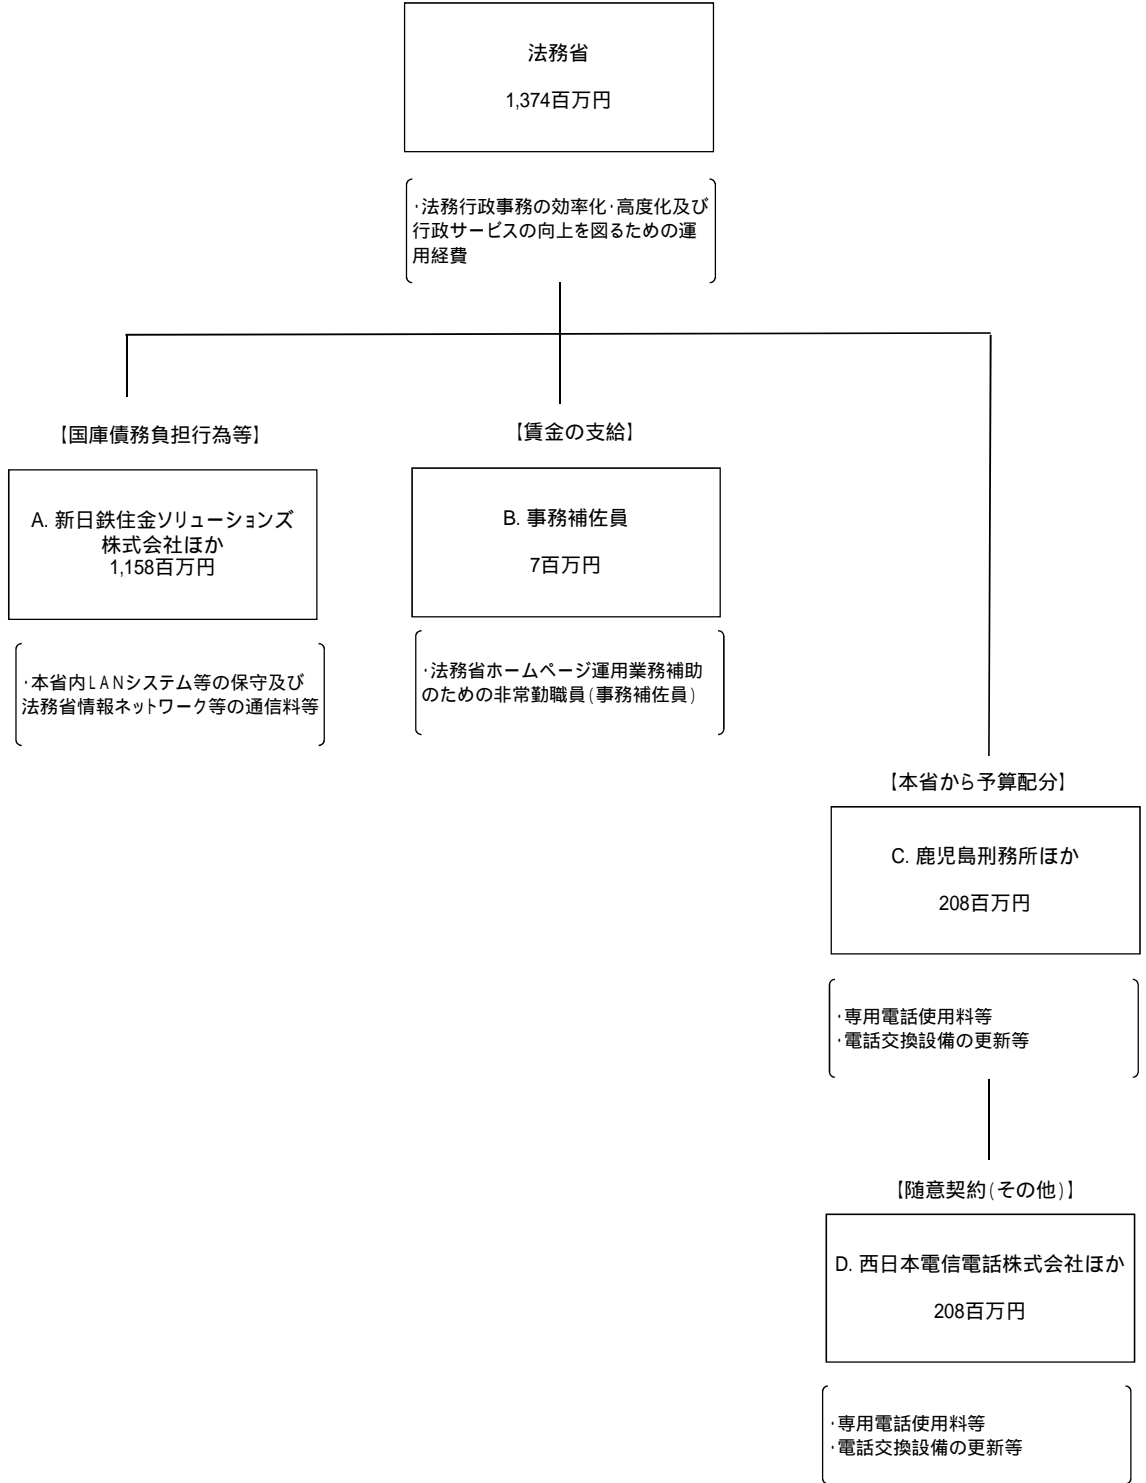 法務省
1,374百万円
･法務行政事務の効率化･高度化及び
行政サービスの向上を図るための運
用経費
【国庫債務負担行為等】
A. 新日鉄住金ソリューションズ
株式会社ほか
1,158百万円
･本省内LANシステム等の保守及び
法務省情報ネットワーク等の通信料等
【賃金の支給】
B. 事務補佐員
7百万円
･法務省ホームページ運用業務補助
のための非常勤職員(事務補佐員)
【本省から予算配分】
C. 鹿児島刑務所ほか
208百万円
･専用電話使用料等
･電話交換設備の更新等
【随意契約(その他)】
D. 西日本電信電話株式会社ほか
208百万円
･専用電話使用料等
･電話交換設備の更新等